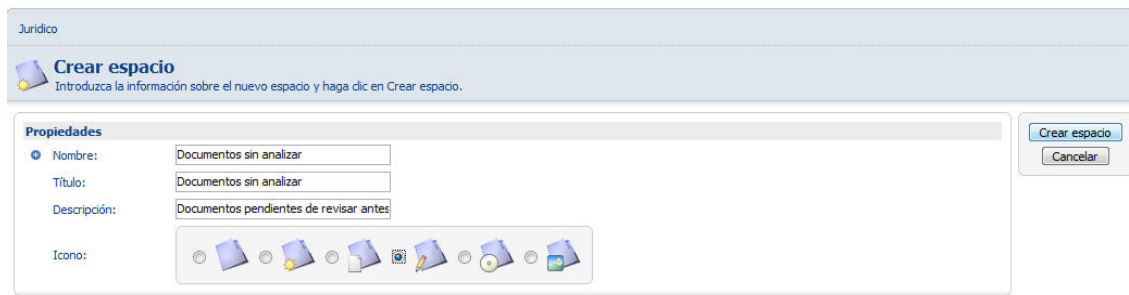 Juridico
Crear espacio
Introduzca la información sobre el nuevo espacio y haga clic en Crear espacio.
Propiedades
Nombre: Documentos sin analizar
Título: Documentos sin analizar
Descripción: Documentos pendientes de revisar antes
Icono:
Crear espacio
Cancelar